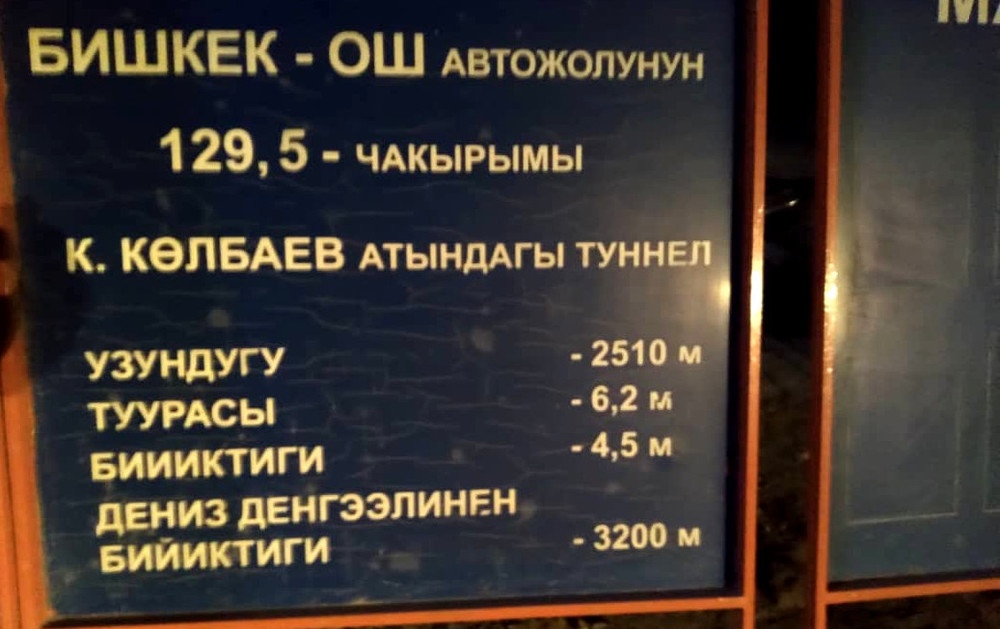 БИШКЕК - ОШ АВТОЖОЛУНУН
129,5 - ЧАКЫРЫМЫ
К. КӨЛБАЕВ АТЫНДАГЫ ТУННЕЛ
УЗУНДУГУ - 2510 м
ТУУРАСЫ - 6,2 м
БИИИКТИГИ - 4,5 м
ДЕНИЗ ДЕНГЭЭЛИНЕН
БИЙИКТИГИ - 3200 м